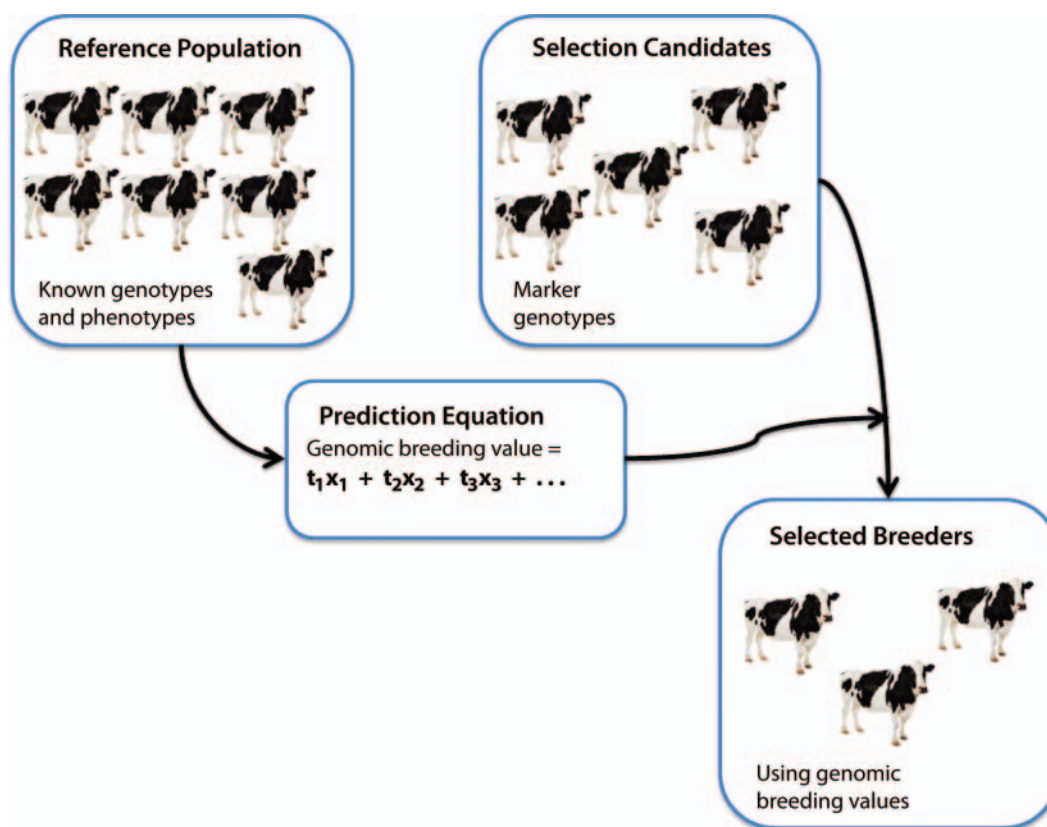 Reference Population
Known genotypes
and phenotypes
Selection Candidates
Marker
genotypes
Prediction Equation
Genomic breeding value =
t₁x₁ + t₂x₂ + t₃x₃ + . . .
Selected Breeders
Using genomic
breeding values